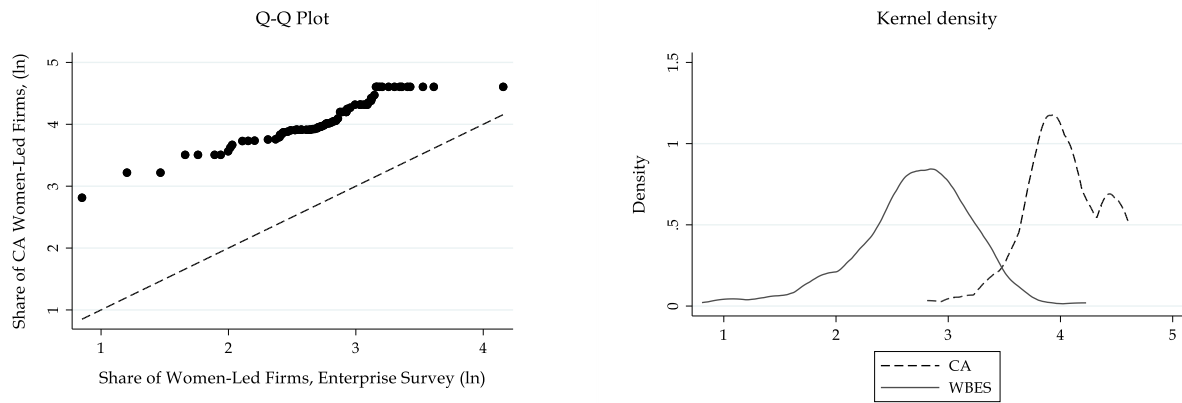 Q-Q Plot
Share of CA Women-Led Firms, (ln)
5
4
3
2
1
1 2 3 4
Share of Women-Led Firms, Enterprise Survey (ln)
Kernel density
Density
1.5
1
.5
0
1 2 3 4 5
CA
WBES